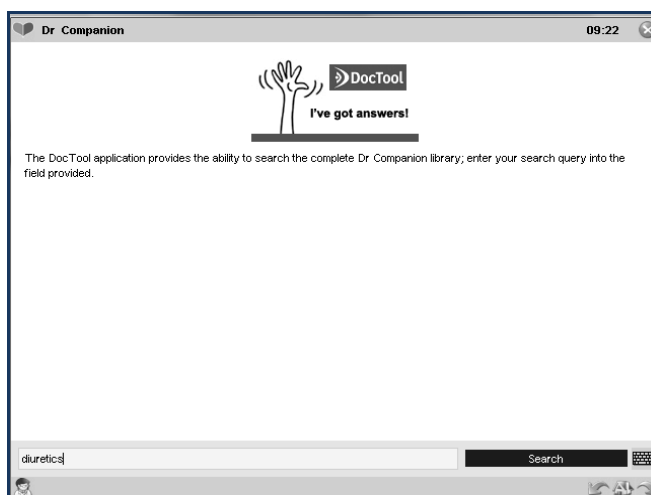 Dr Companion 09:22
DocTool
I've got answers!
The DocTool application provides the ability to search the complete Dr Companion library; enter your search query into the
field provided.
diuretics Search